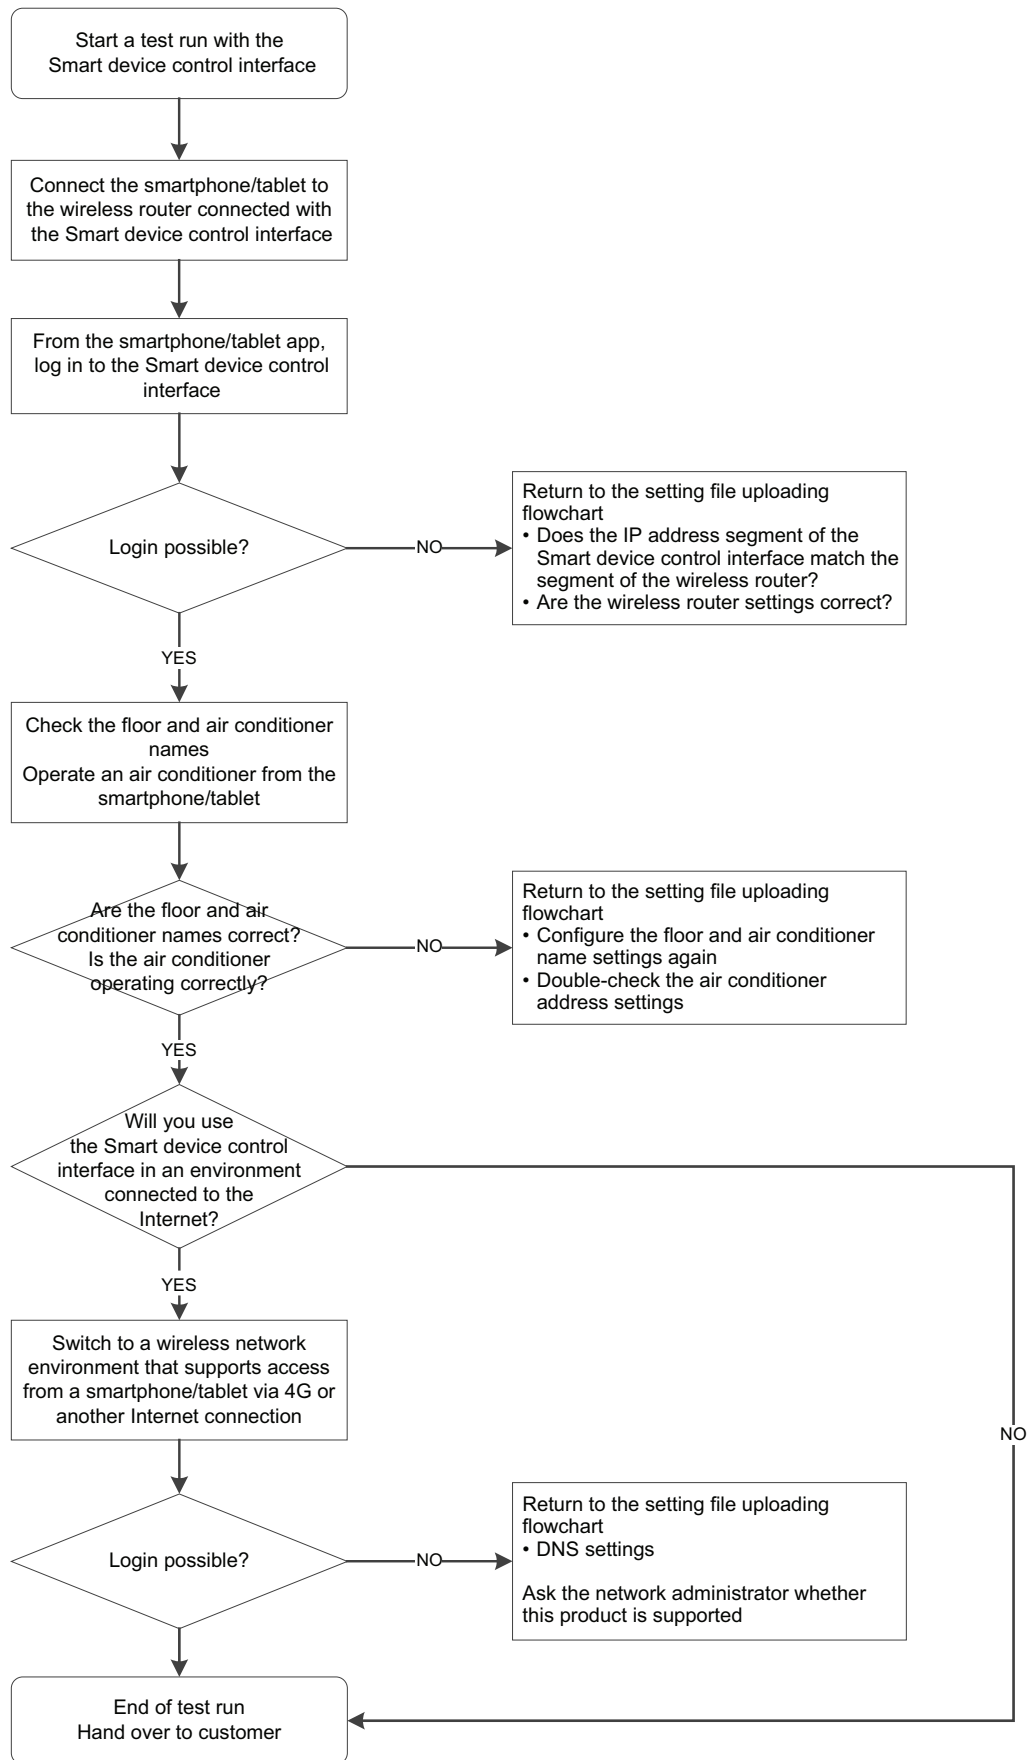 Start a test run with the
Smart device control interface
Connect the smartphone/tablet to
the wireless router connected with
the Smart device control interface
From the smartphone/tablet app,
log in to the Smart device control
interface
Login possible?
NO
Return to the setting file uploading
flowchart
• Does the IP address segment of the
Smart device control interface match the
segment of the wireless router?
• Are the wireless router settings correct?
YES
Check the floor and air conditioner
names
Operate an air conditioner from the
smartphone/tablet
Are the floor and air
conditioner names correct?
Is the air conditioner
operating correctly?
NO
Return to the setting file uploading
flowchart
• Configure the floor and air conditioner
name settings again
• Double-check the air conditioner
address settings
YES
Will you use
the Smart device control
interface in an environment
connected to the
Internet?
YES
Switch to a wireless network
environment that supports access
from a smartphone/tablet via 4G or
another Internet connection
NO
Login possible?
NO
Return to the setting file uploading
flowchart
• DNS settings
Ask the network administrator whether
this product is supported
End of test run
Hand over to customer